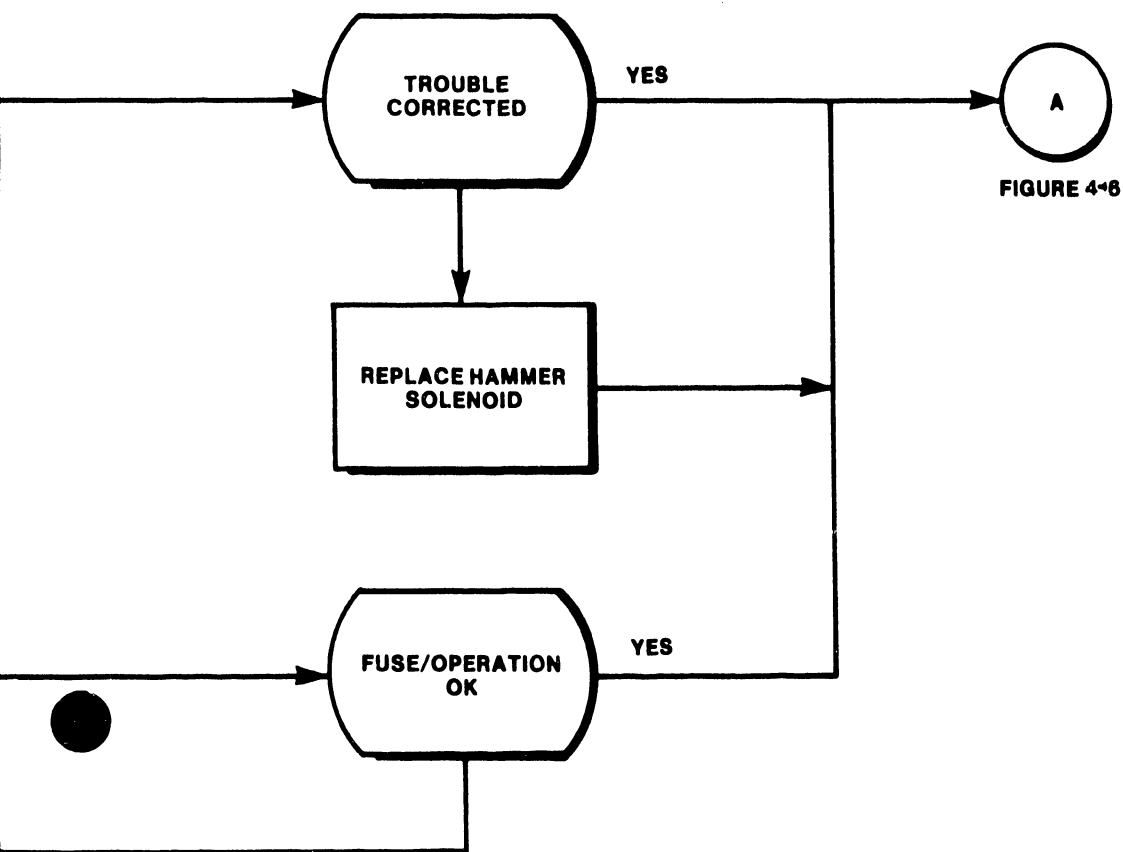 TROUBLE
CORRECTED
YES
A
FIGURE 4-6
REPLACE HAMMER
SOLENOID
FUSE/OPERATION
OK
YES